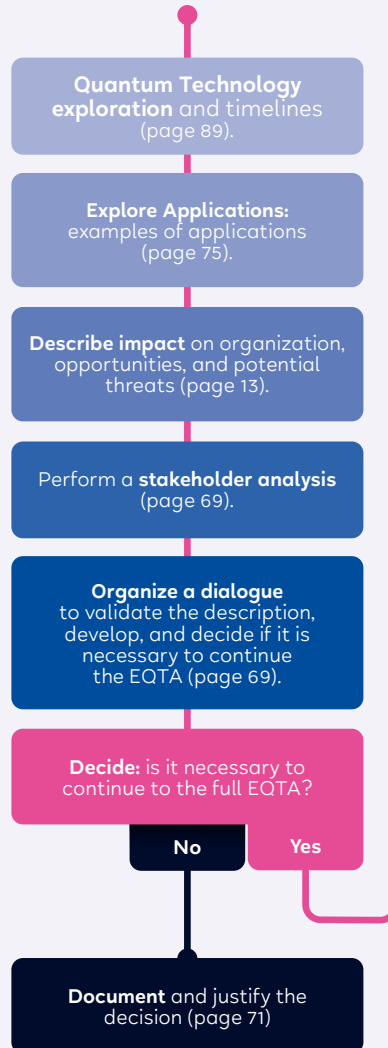 Quantum Technology
exploration and timelines
(page 89).
Explore Applications:
examples of applications
(page 75).
Describe impact on organization,
opportunities, and potential
threats (page 13).
Perform a stakeholder analysis
(page 69).
Organize a dialogue
to validate the description,
develop, and decide if it is
necessary to continue
the EQTA (page 69).
Decide: is it necessary to
continue to the full EQTA?
No
Yes
Document and justify the
decision (page 71)